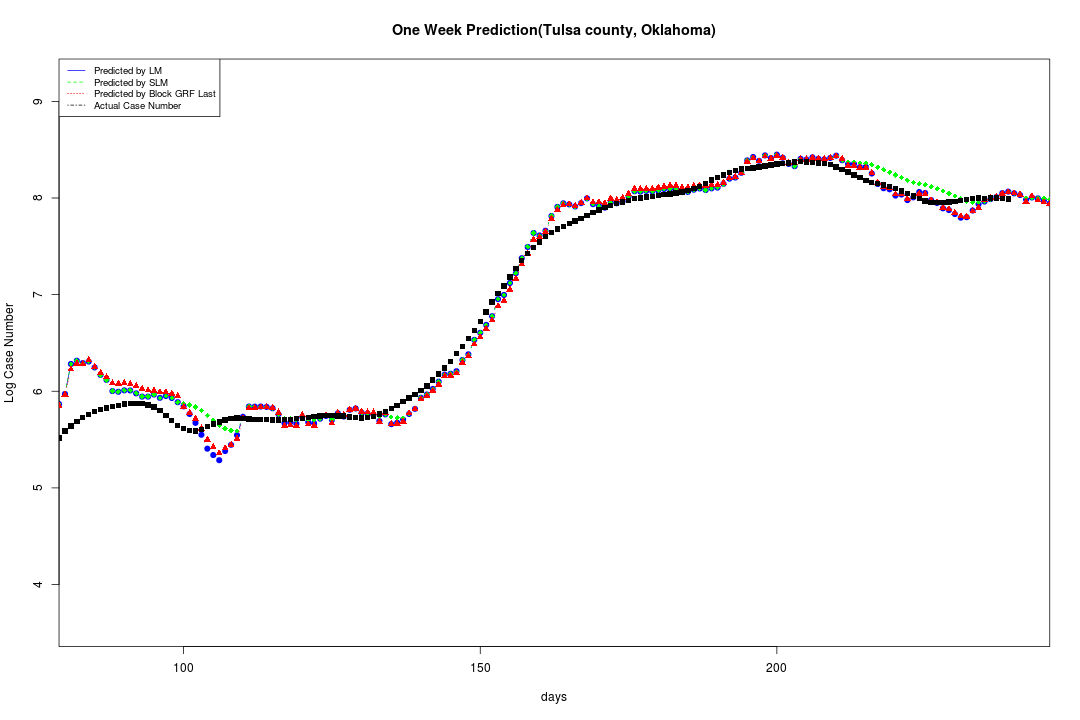 One Week Prediction(Tulsa county, Oklahoma)
Predicted by LM
Predicted by SLM
Predicted by Block GRF Last
Actual Case Number
Log Case Number
9
8
7
6
5
4
100 150 200
days